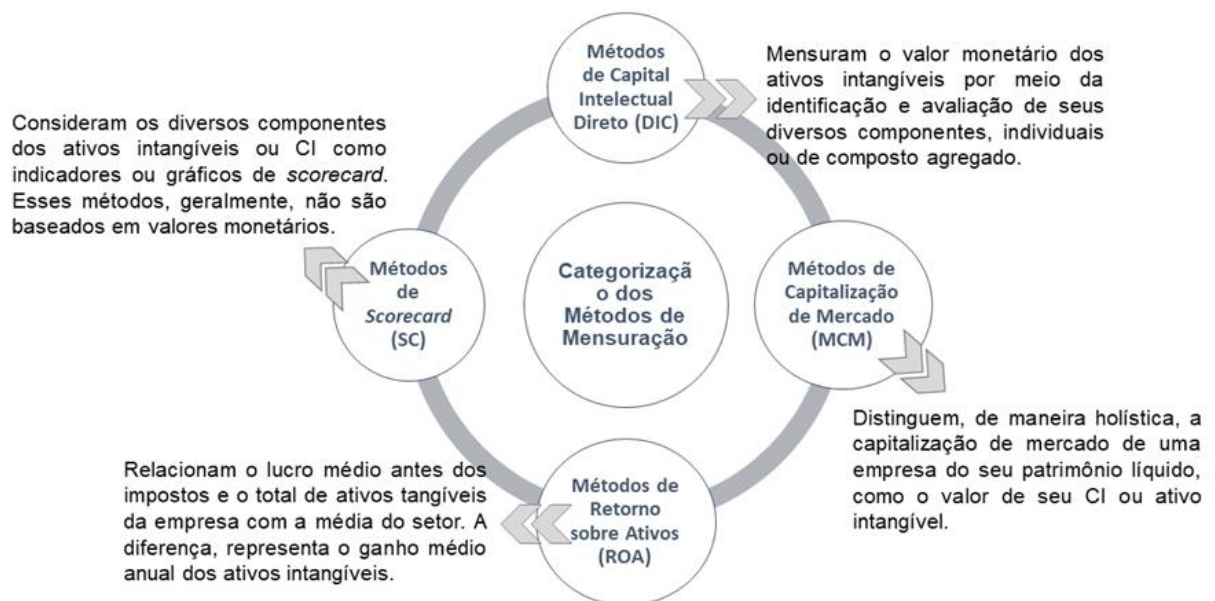 Métodos
de Capital
Intelectual
Direto (DIC)
Mensuram o valor monetário dos
ativos intangíveis por meio da
identificação e avaliação de seus
diversos componentes, individuais
ou de composto agregado.
Consideram os diversos componentes
dos ativos intangíveis ou CI como
indicadores ou gráficos de scorecard.
Esses métodos, geralmente, não são
baseados em valores monetários.
Métodos
de
Scorecard
(SC)
Categorizaçã
o dos
Métodos de
Mensuração
Métodos de
Capitalização
de Mercado
(MCM)
Distinguem, de maneira holística, a
capitalização de mercado de uma
empresa do seu patrimônio líquido,
como o valor de seu CI ou ativo
intangível.
Relacionam o lucro médio antes dos
impostos e o total de ativos tangíveis
da empresa com a média do setor. A
diferença, representa o ganho médio
anual dos ativos intangíveis.
Métodos de
Retorno
sobre Ativos
(ROA)